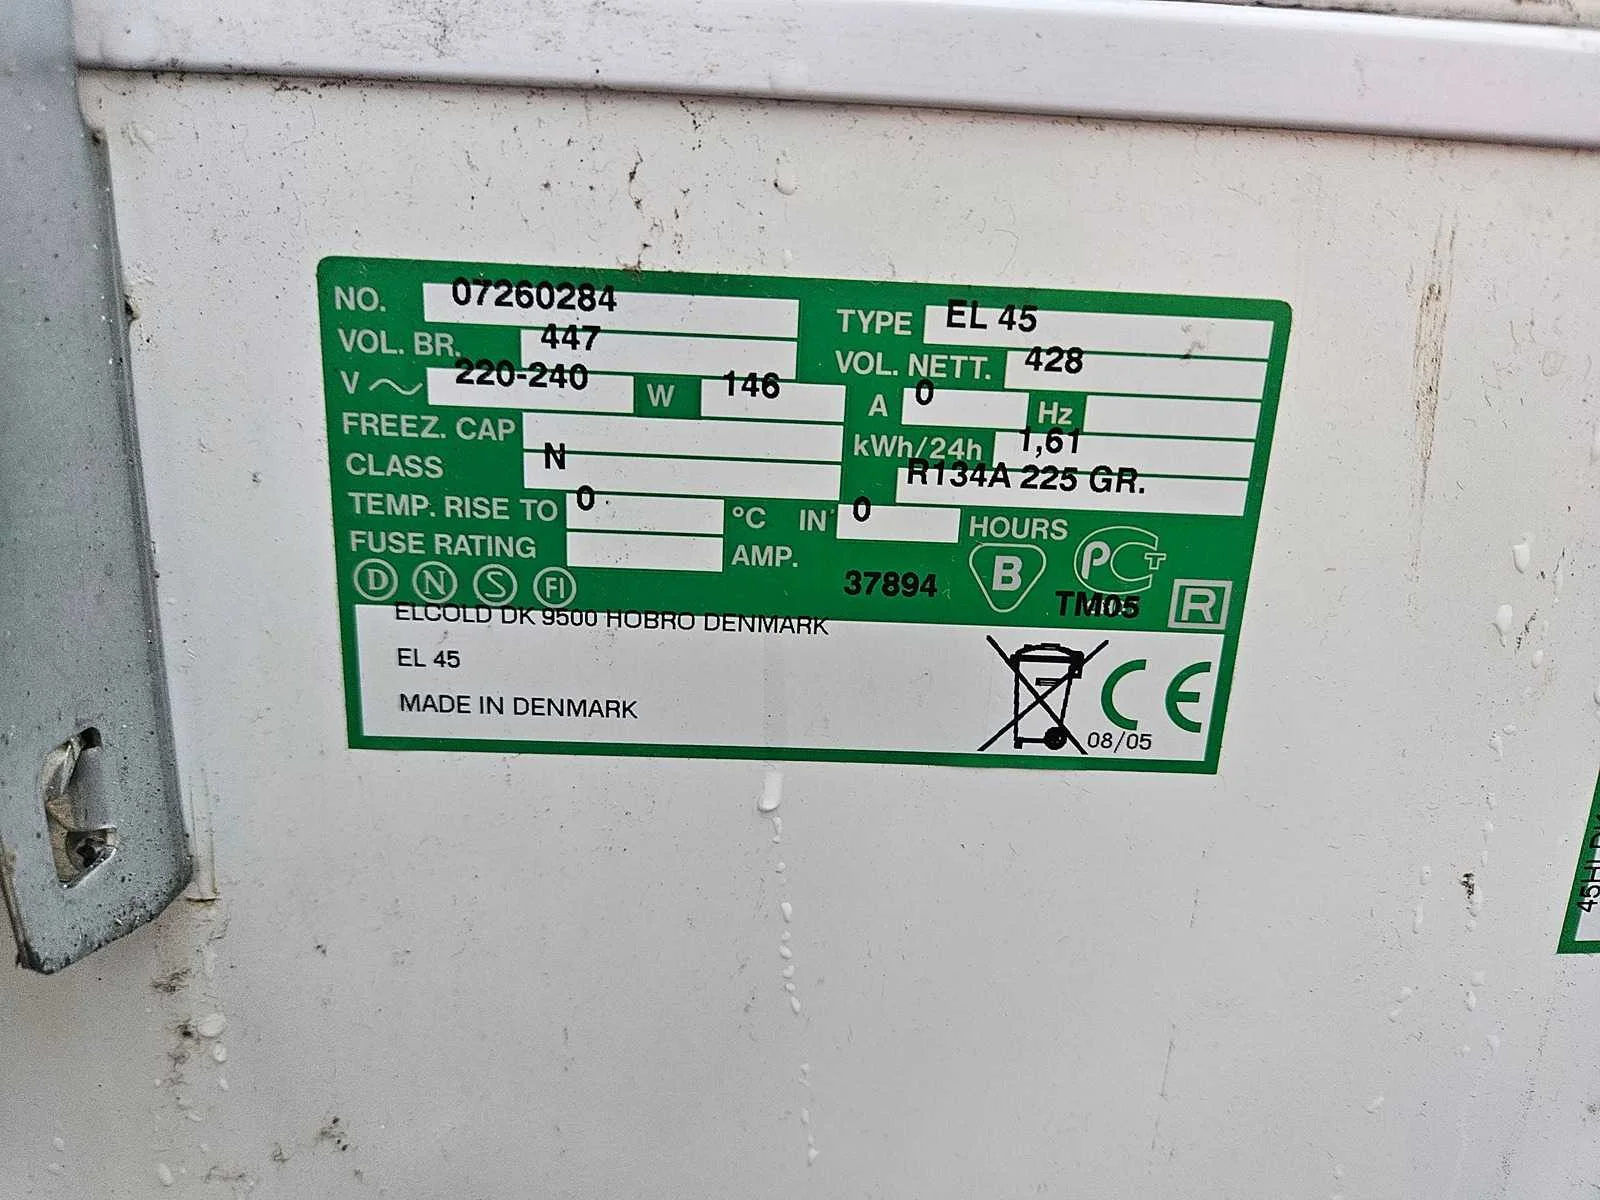 NO. 07260284 TYPE EL 45
VOL. BR. 447 VOL. NETT. 428
V 220-240 W 146 A 0 Hz
FREEZ. CAP kWh/24h 1,61
CLASS N R134A 225 GR.
TEMP. RISE TO 0 °C IN 0 HOURS
FUSE RATING AMP.
D N S FI 37894 B PCT TM05 R
ELCOLD DK 9500 HOBRO DENMARK
EL 45
MADE IN DENMARK
CE
08/05